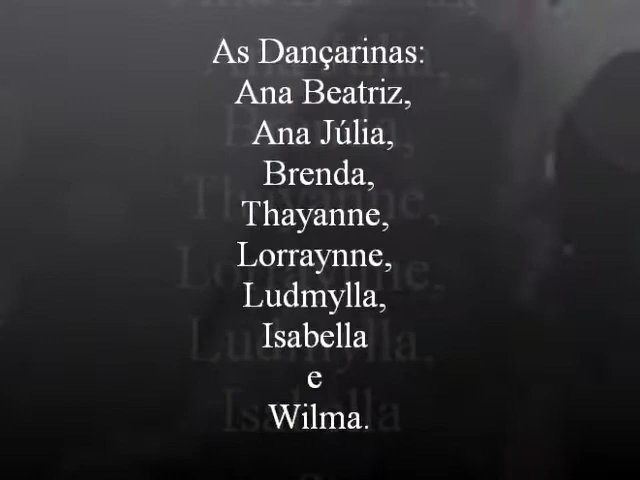 As Dançarinas:
Ana Beatriz,
Ana Júlia,
Brenda,
Thayanne,
Lorraynne,
Ludmylla,
Isabella
e
Wilma.